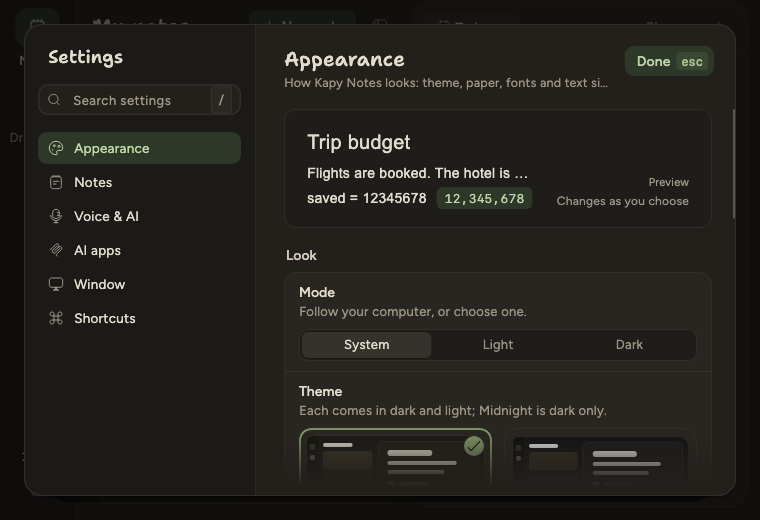 Settings
Search settings /
Appearance
Notes
Voice & AI
AI apps
Window
Shortcuts
Appearance
How Kapy Notes looks: theme, paper, fonts and text si...
Done esc
Trip budget
Flights are booked. The hotel is ...
saved = 12345678 12,345,678
Preview
Changes as you choose
Look
Mode
Follow your computer, or choose one.
System Light Dark
Theme
Each comes in dark and light; Midnight is dark only.